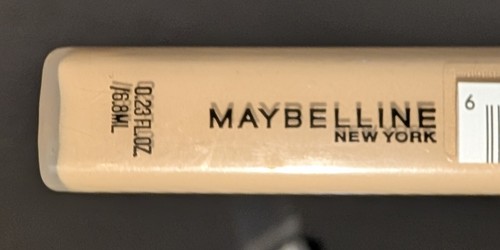 0.23 FL OZ.
//6.8 ML
MAYBELLINE
NEW YORK
6